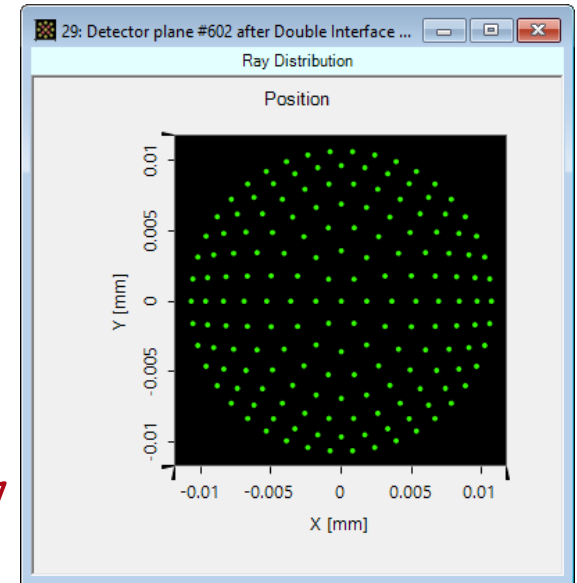 29: Detector plane #602 after Double Interface ...
Ray Distribution
Position
0.01
0.005
0
-0.005
-0.01
Y [mm]
-0.01 -0.005 0 0.005 0.01
X [mm]